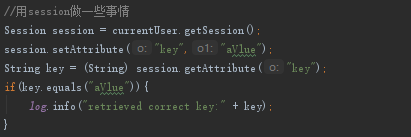 //用session做一些事情
Session session = currentUser.getSession();
session.setAttribute( o: "key", o1: "aVlue");
String key = (String) session.getAttribute( o: "key");
if(key.equals("aVlue")) {
log.info("retrieved correct key:" + key);
}